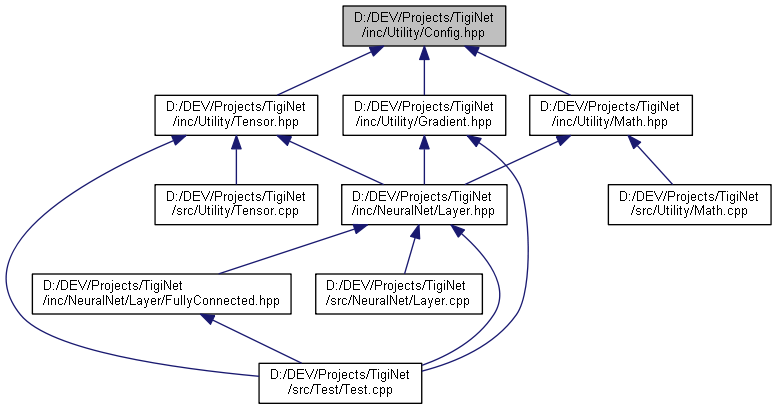 D:/DEV/Projects/TigiNet
/inc/Utility/Config.hpp
D:/DEV/Projects/TigiNet
/inc/Utility/Tensor.hpp
D:/DEV/Projects/TigiNet
/inc/Utility/Gradient.hpp
D:/DEV/Projects/TigiNet
/inc/Utility/Math.hpp
D:/DEV/Projects/TigiNet
/src/Utility/Tensor.cpp
D:/DEV/Projects/TigiNet
/inc/NeuralNet/Layer.hpp
D:/DEV/Projects/TigiNet
/src/Utility/Math.cpp
D:/DEV/Projects/TigiNet
/inc/NeuralNet/Layer/FullyConnected.hpp
D:/DEV/Projects/TigiNet
/src/NeuralNet/Layer.cpp
D:/DEV/Projects/TigiNet
/src/Test/Test.cpp